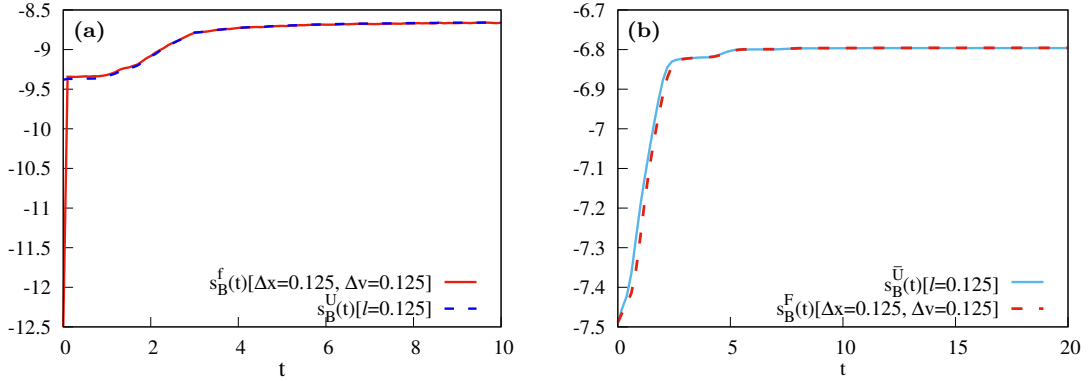 (a)
-8.5
-9
-9.5
-10
-10.5
-11
-11.5
-12
-12.5
0 2 4 6 8 10
t
s_B^f(t)[Δx=0.125, Δv=0.125]
s_B^U(t)[l=0.125]
(b)
-6.7
-6.8
-6.9
-7
-7.1
-7.2
-7.3
-7.4
-7.5
0 5 10 15 20
t
s_B^Ū(t)[l=0.125]
s_B^F(t)[Δx=0.125, Δv=0.125]